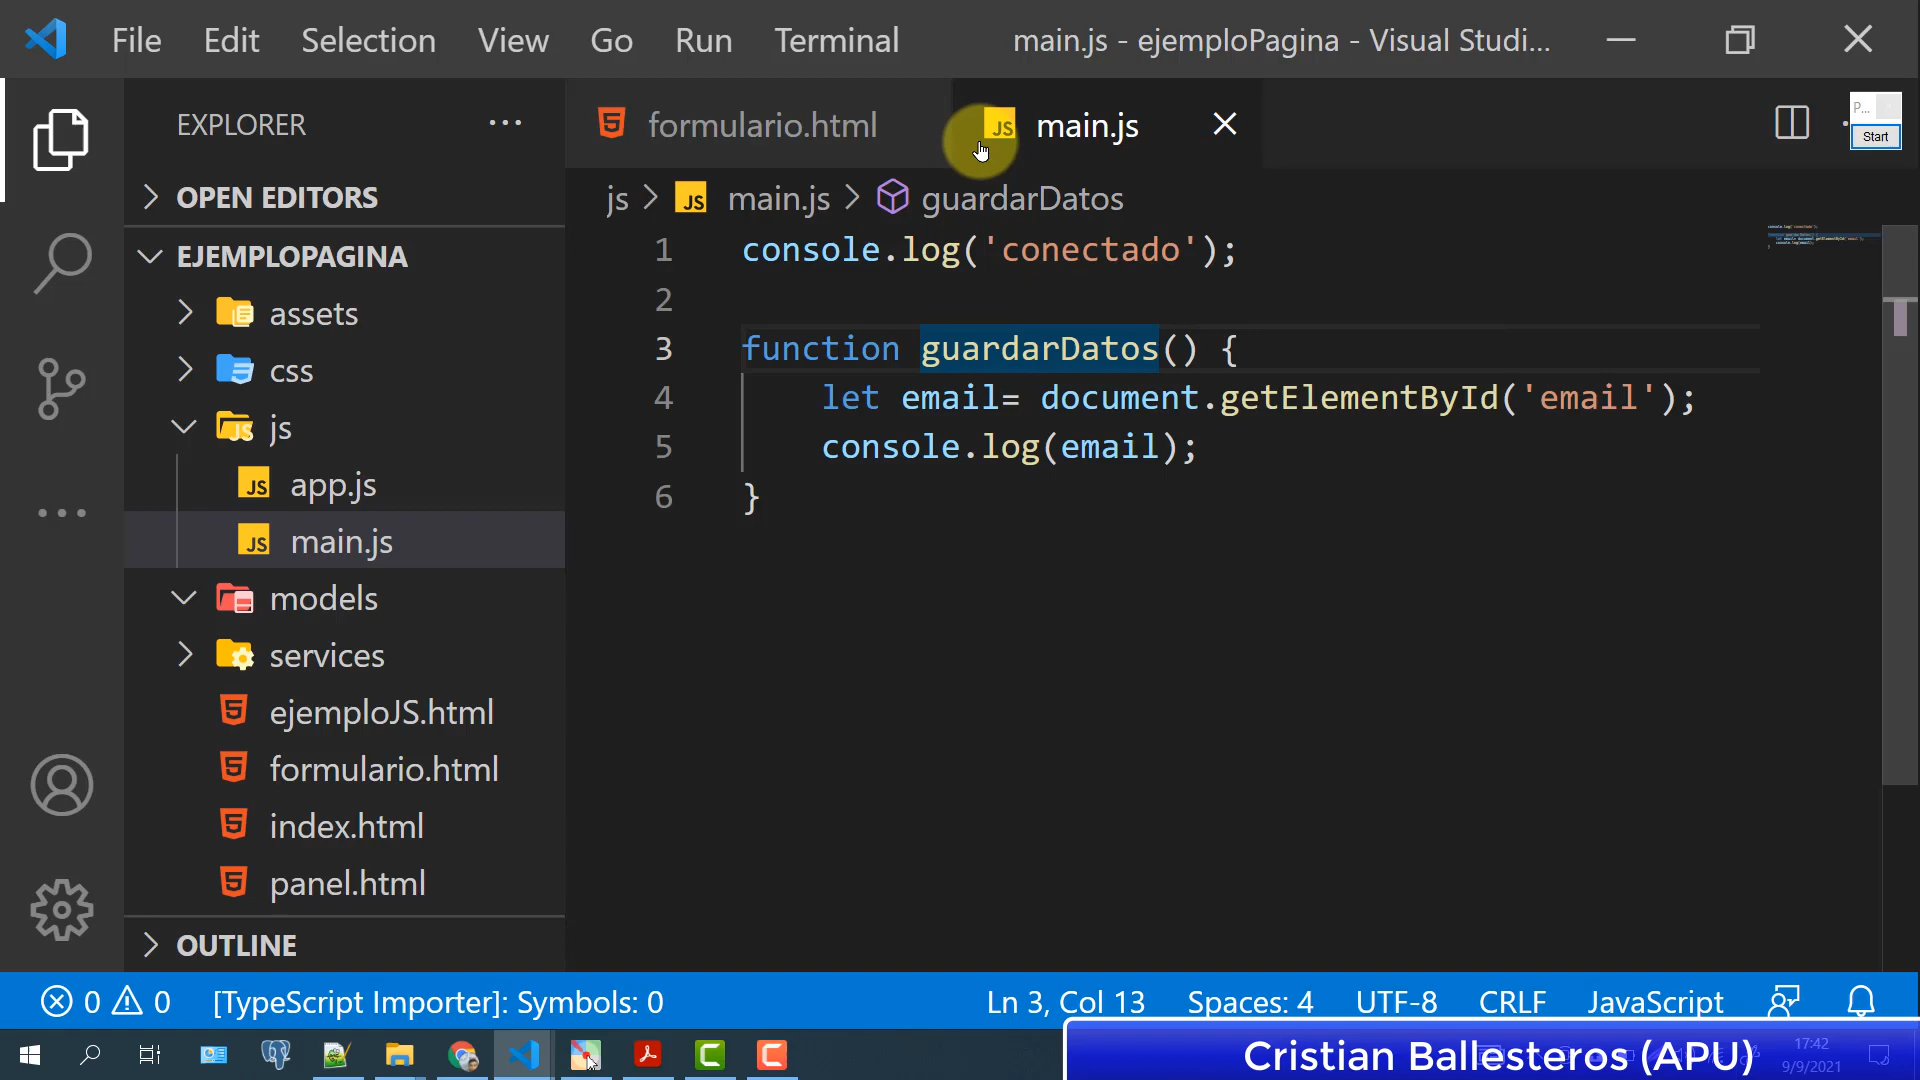 File Edit Selection View Go Run Terminal main.js - ejemploPagina - Visual Studi...
EXPLORER
formulario.html
JS main.js
P...
Start
OPEN EDITORS
js > JS main.js > guardarDatos
EJEMPLOPAGINA
assets
css
js
JS app.js
JS main.js
models
services
ejemploJS.html
formulario.html
index.html
panel.html
OUTLINE
1 console.log('conectado');
2
3 function guardarDatos() {
4 let email= document.getElementById('email');
5 console.log(email);
6 }
0 0 [TypeScript Importer]: Symbols: 0 Ln 3, Col 13 Spaces: 4 UTF-8 CRLF JavaScript
Cristian Ballesteros (APU)
17:42
9/9/2021